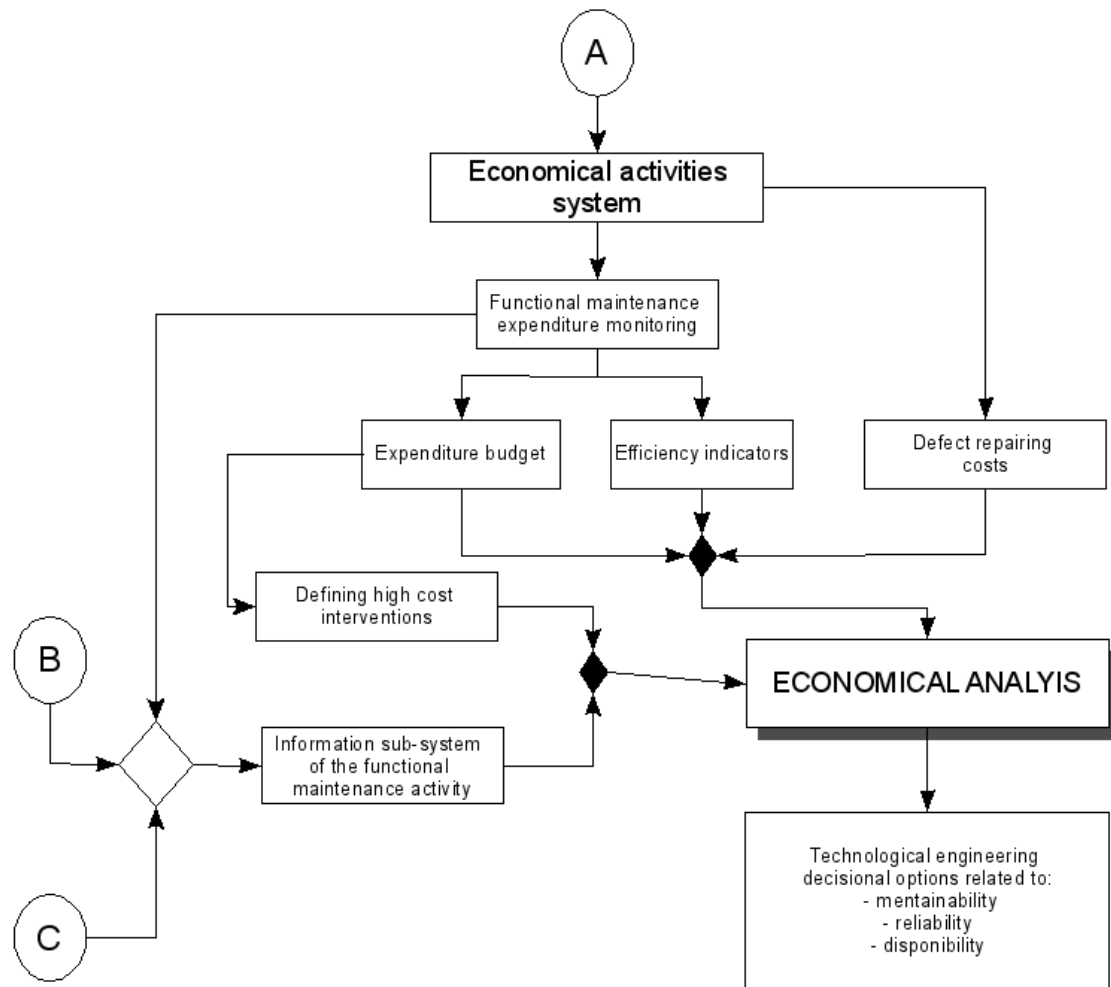 A
Economical activities
system
Functional maintenance
expenditure monitoring
Expenditure budget
Efficiency indicators
Defect repairing
costs
Defining high cost
interventions
B
ECONOMICAL ANALYIS
Information sub-system
of the functional
maintenance activity
Technological engineering
decisional options related to:
- mentainability
- reliability
- disponibility
C